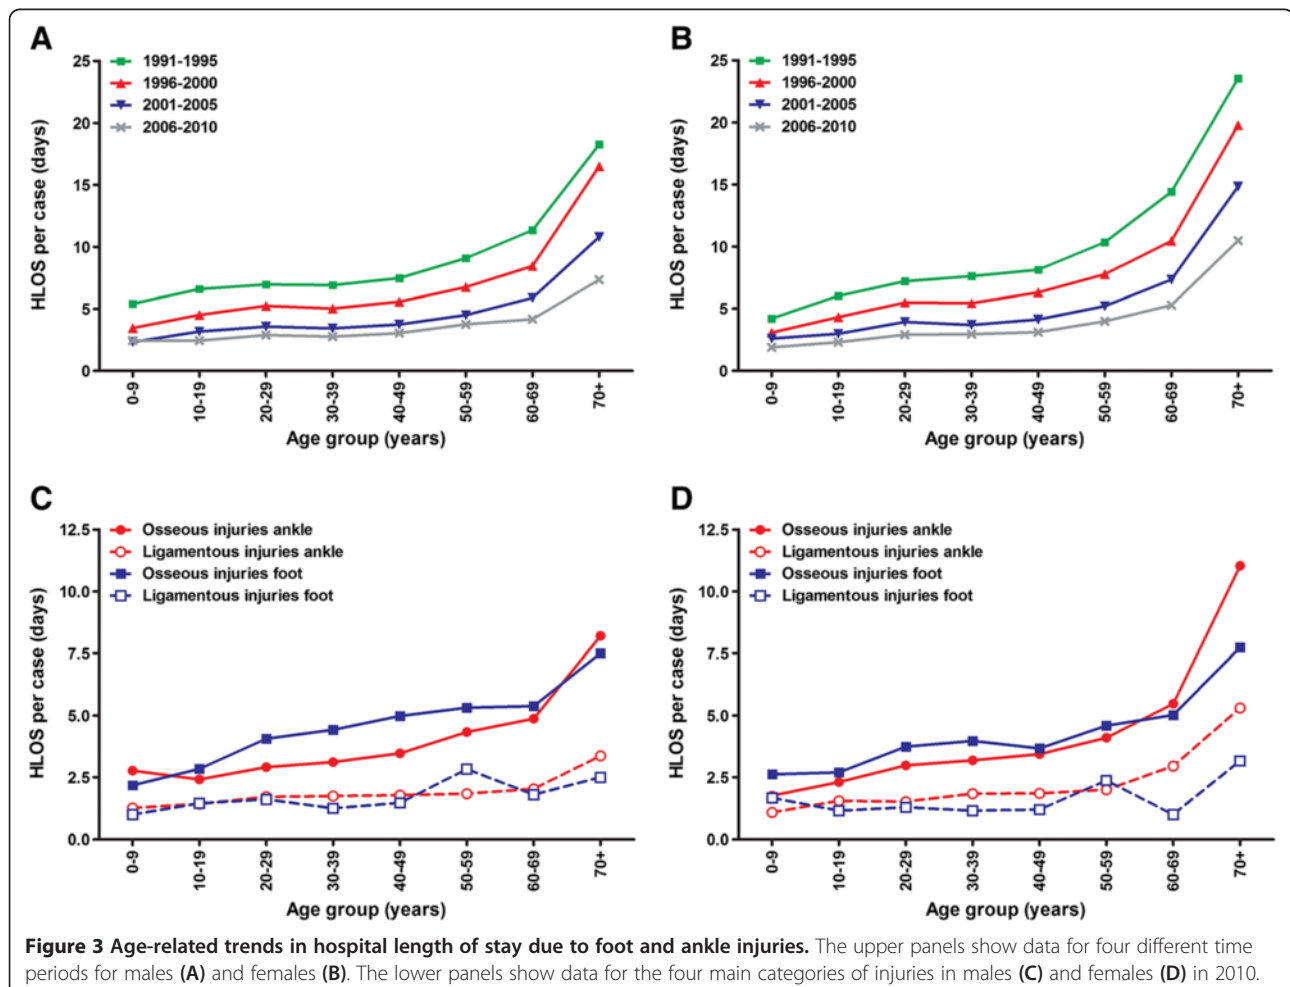 A
1991-1995
1996-2000
2001-2005
2006-2010
HLOS per case (days)
25
20
15
10
5
0
0-9
10-19
20-29
30-39
40-49
50-59
60-69
70+
Age group (years)
B
1991-1995
1996-2000
2001-2005
2006-2010
HLOS per case (days)
25
20
15
10
5
0
0-9
10-19
20-29
30-39
40-49
50-59
60-69
70+
Age group (years)
C
Osseous injuries ankle
Ligamentous injuries ankle
Osseous injuries foot
Ligamentous injuries foot
HLOS per case (days)
12.5
10.0
7.5
5.0
2.5
0.0
0-9
10-19
20-29
30-39
40-49
50-59
60-69
70+
Age group (years)
D
Osseous injuries ankle
Ligamentous injuries ankle
Osseous injuries foot
Ligamentous injuries foot
HLOS per case (days)
12.5
10.0
7.5
5.0
2.5
0.0
0-9
10-19
20-29
30-39
40-49
50-59
60-69
70+
Age group (years)
Figure 3 Age-related trends in hospital length of stay due to foot and ankle injuries. The upper panels show data for four different time
periods for males (A) and females (B). The lower panels show data for the four main categories of injuries in males (C) and females (D) in 2010.